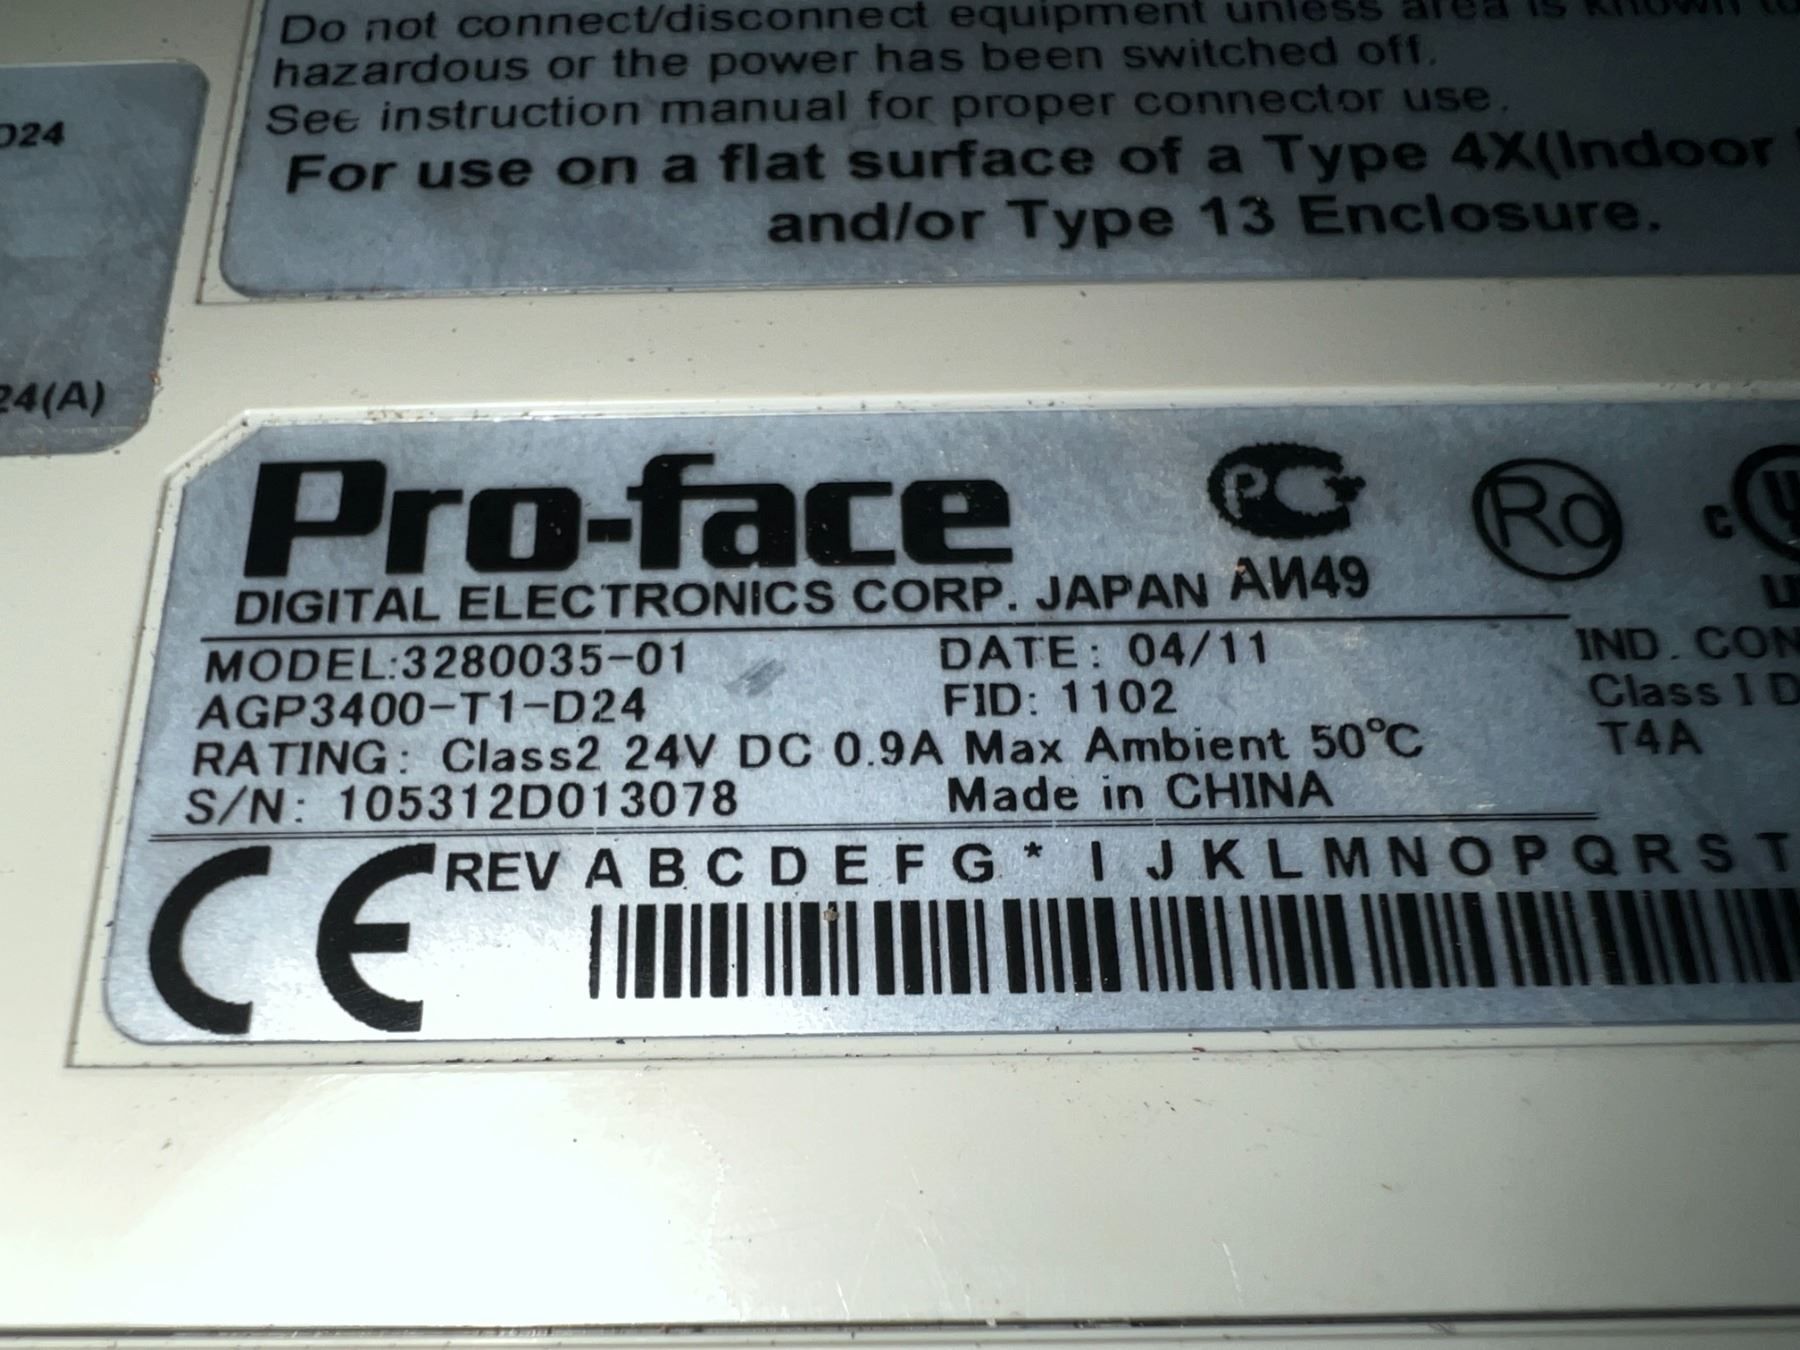 Do not connect/disconnect equipment unless area is known to
hazardous or the power has been switched off.
See instruction manual for proper connector use.
For use on a flat surface of a Type 4X(Indoor
and/or Type 13 Enclosure.
D24
24(A)
Pro-face
DIGITAL ELECTRONICS CORP. JAPAN
АИ49
Ro
c
MODEL:3280035-01
DATE: 04/11
AGP3400-T1-D24
FID: 1102
RATING: Class2 24V DC 0.9A Max Ambient 50°C
S/N: 105312D013078
Made in CHINA
IND. CON
Class I D
T4A
CE
REV A B C D E F G * I J K L M N O P Q R S T